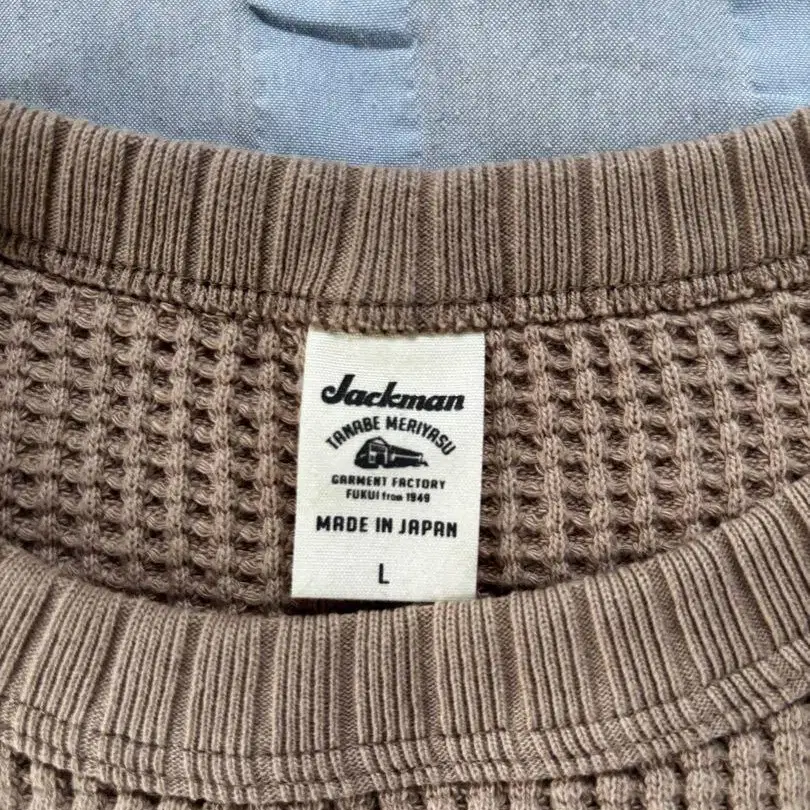 Jackman
TANABE MERIYASU
GARMENT FACTORY
FUKUI from 1949
MADE IN JAPAN
L